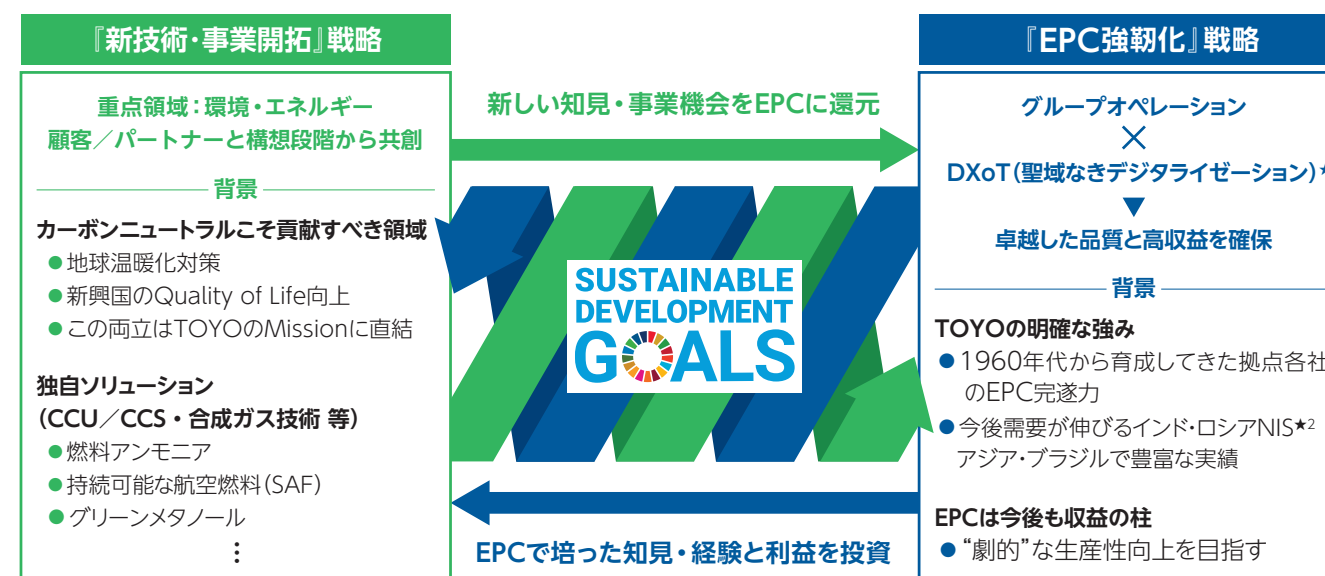 『新技術・事業開拓』戦略
重点領域：環境・エネルギー
顧客／パートナーと構想段階から共創
背景
カーボンニュートラルこそ貢献すべき領域
●地球温暖化対策
●新興国のQuality of Life向上
●この両立はTOYOのMissionに直結
独自ソリューション
（CCU／CCS・合成ガス技術 等）
●燃料アンモニア
●持続可能な航空燃料（SAF）
●グリーンメタノール
⋮
新しい知見・事業機会をEPCに還元
SUSTAINABLE
DEVELOPMENT
GOALS
EPCで培った知見・経験と利益を投資
『EPC強靭化』戦略
グループオペレーション
×
DXoT（聖域なきデジタライゼーション）★
▼
卓越した品質と高収益を確保
背景
TOYOの明確な強み
●1960年代から育成してきた拠点各社
のEPC完遂力
●今後需要が伸びるインド・ロシアNIS★2
アジア・ブラジルで豊富な実績
EPCは今後も収益の柱
●“劇的”な生産性向上を目指す